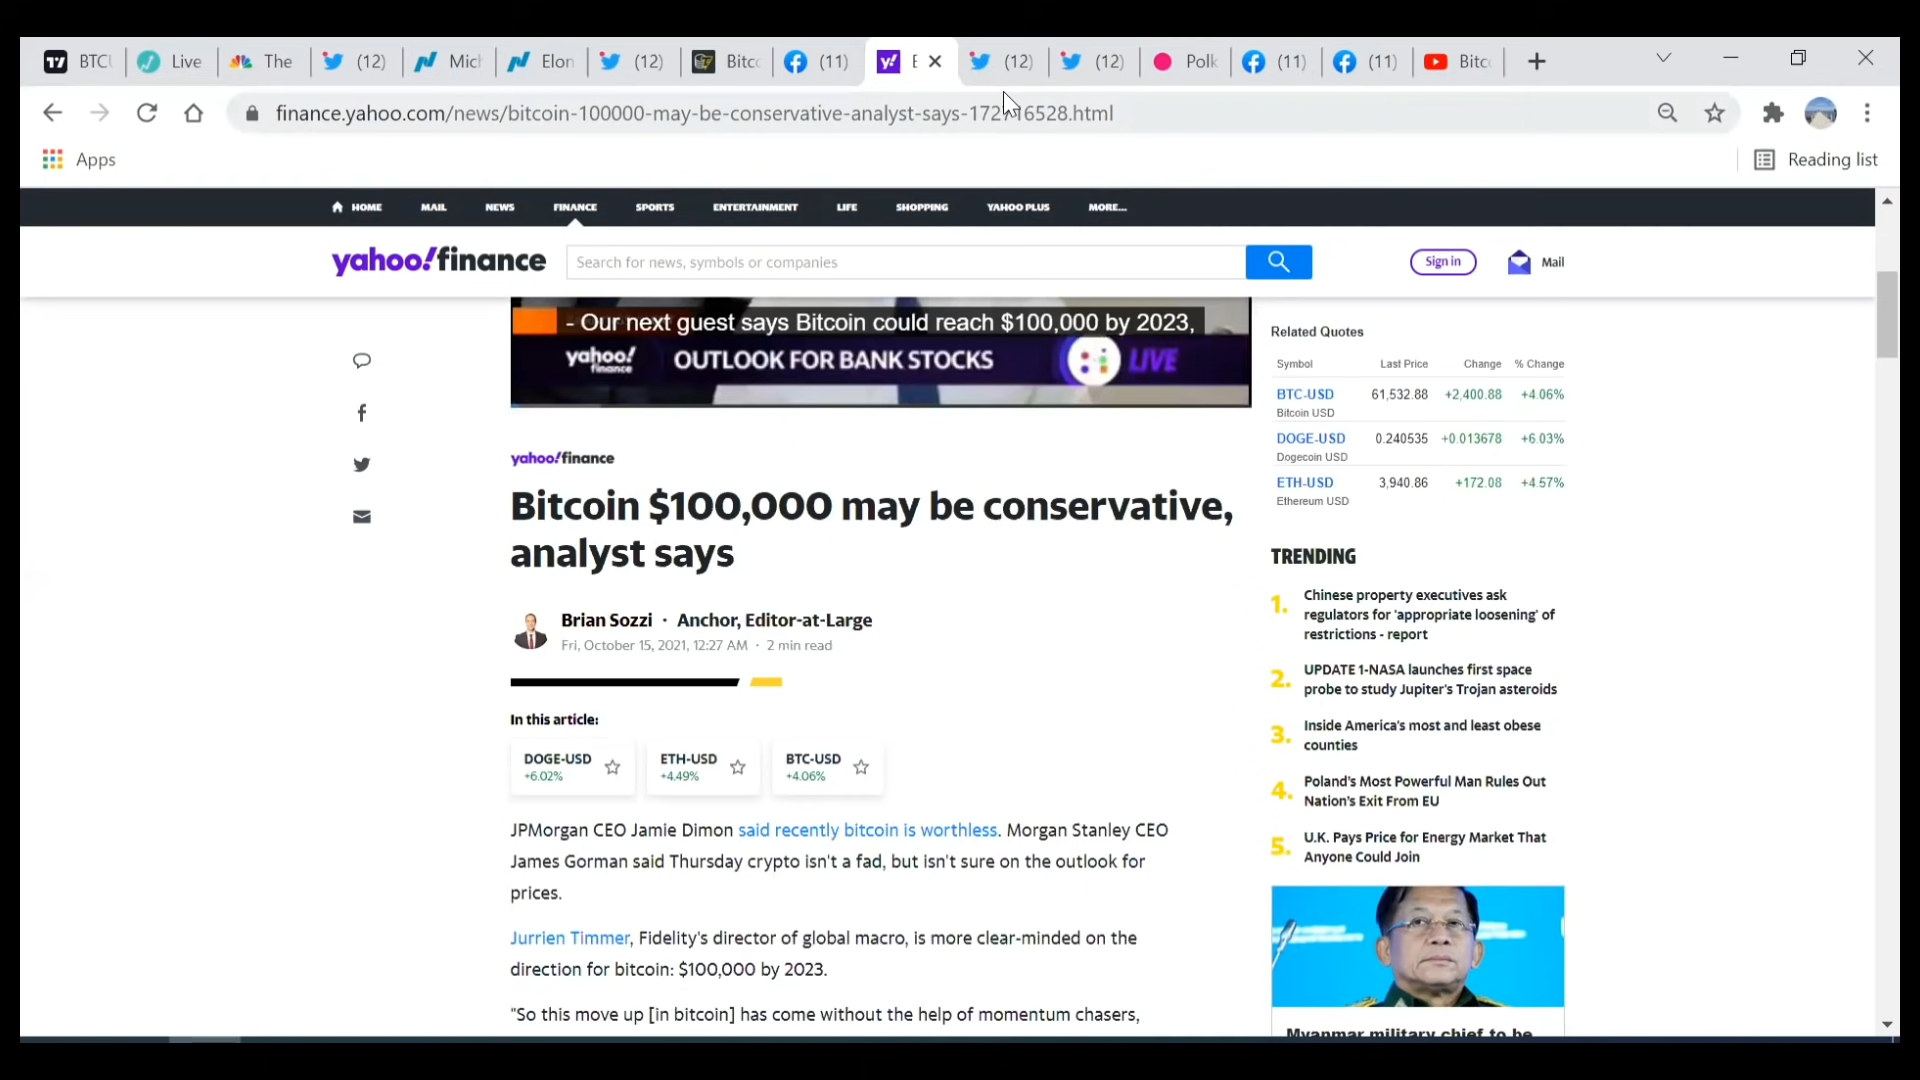 BTCU Live The (12) Mich Elon (12) Bitco (11) E (12) (12) Polk (11) (11) Bitco
finance.yahoo.com/news/bitcoin-100000-may-be-conservative-analyst-says-172 16528.html
Apps
Reading list
HOME MAIL NEWS FINANCE SPORTS ENTERTAINMENT LIFE SHOPPING YAHOO PLUS MORE...
yahoo!finance
Search for news, symbols or companies
Sign in
Mail
- Our next guest says Bitcoin could reach $100,000 by 2023,
yahoo! finance OUTLOOK FOR BANK STOCKS LIVE
yahoo!finance
Bitcoin $100,000 may be conservative,
analyst says
Brian Sozzi · Anchor, Editor-at-Large
Fri, October 15, 2021, 12:27 AM · 2 min read
In this article:
DOGE-USD
+6.02%
ETH-USD
+4.49%
BTC-USD
+4.06%
JPMorgan CEO Jamie Dimon said recently bitcoin is worthless. Morgan Stanley CEO
James Gorman said Thursday crypto isn't a fad, but isn't sure on the outlook for
prices.
Jurrien Timmer, Fidelity's director of global macro, is more clear-minded on the
direction for bitcoin: $100,000 by 2023.
"So this move up [in bitcoin] has come without the help of momentum chasers,
Related Quotes
Symbol Last Price Change % Change
BTC-USD 61,532.88 +2,400.88 +4.06%
Bitcoin USD
DOGE-USD 0.240535 +0.013678 +6.03%
Dogecoin USD
ETH-USD 3,940.86 +172.08 +4.57%
Ethereum USD
TRENDING
1. Chinese property executives ask
regulators for 'appropriate loosening' of
restrictions - report
2. UPDATE 1-NASA launches first space
probe to study Jupiter's Trojan asteroids
3. Inside America's most and least obese
counties
4. Poland's Most Powerful Man Rules Out
Nation's Exit From EU
5. U.K. Pays Price for Energy Market That
Anyone Could Join
Myanmar military chief to be